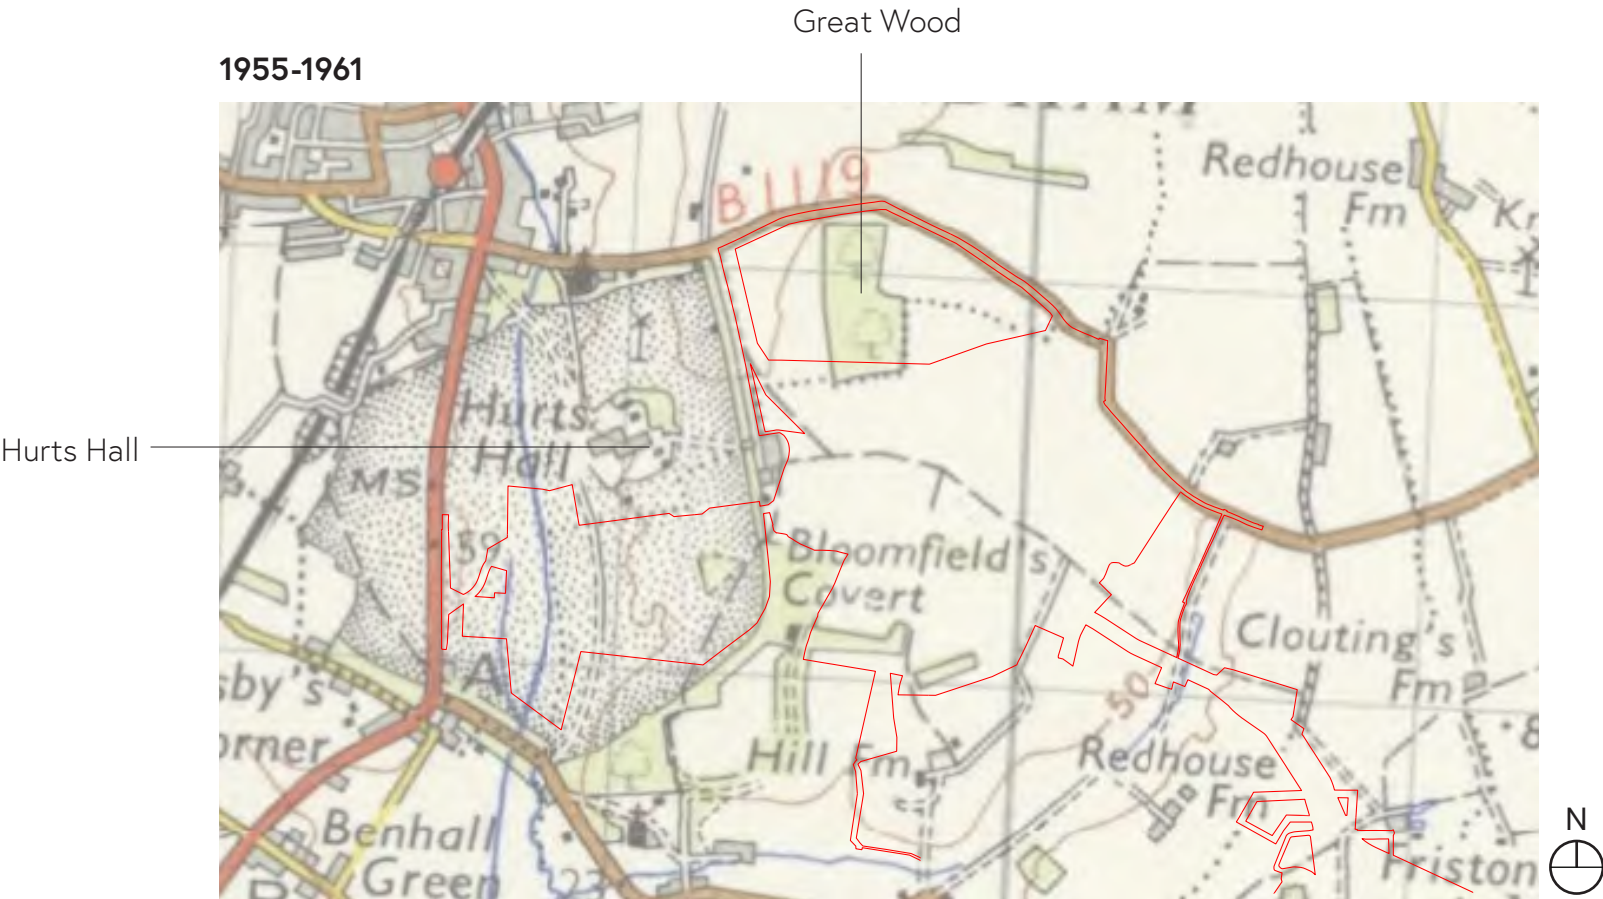 Great Wood
1955-1961
B 1119
Redhouse
Fm
Hurts
Hall
Hurts Hall
MS
Bloomfield's
Covert
A
Clouting's
Fm
50
Hill Fm
Redhouse
Fm
Benhall
Green
Friston
N